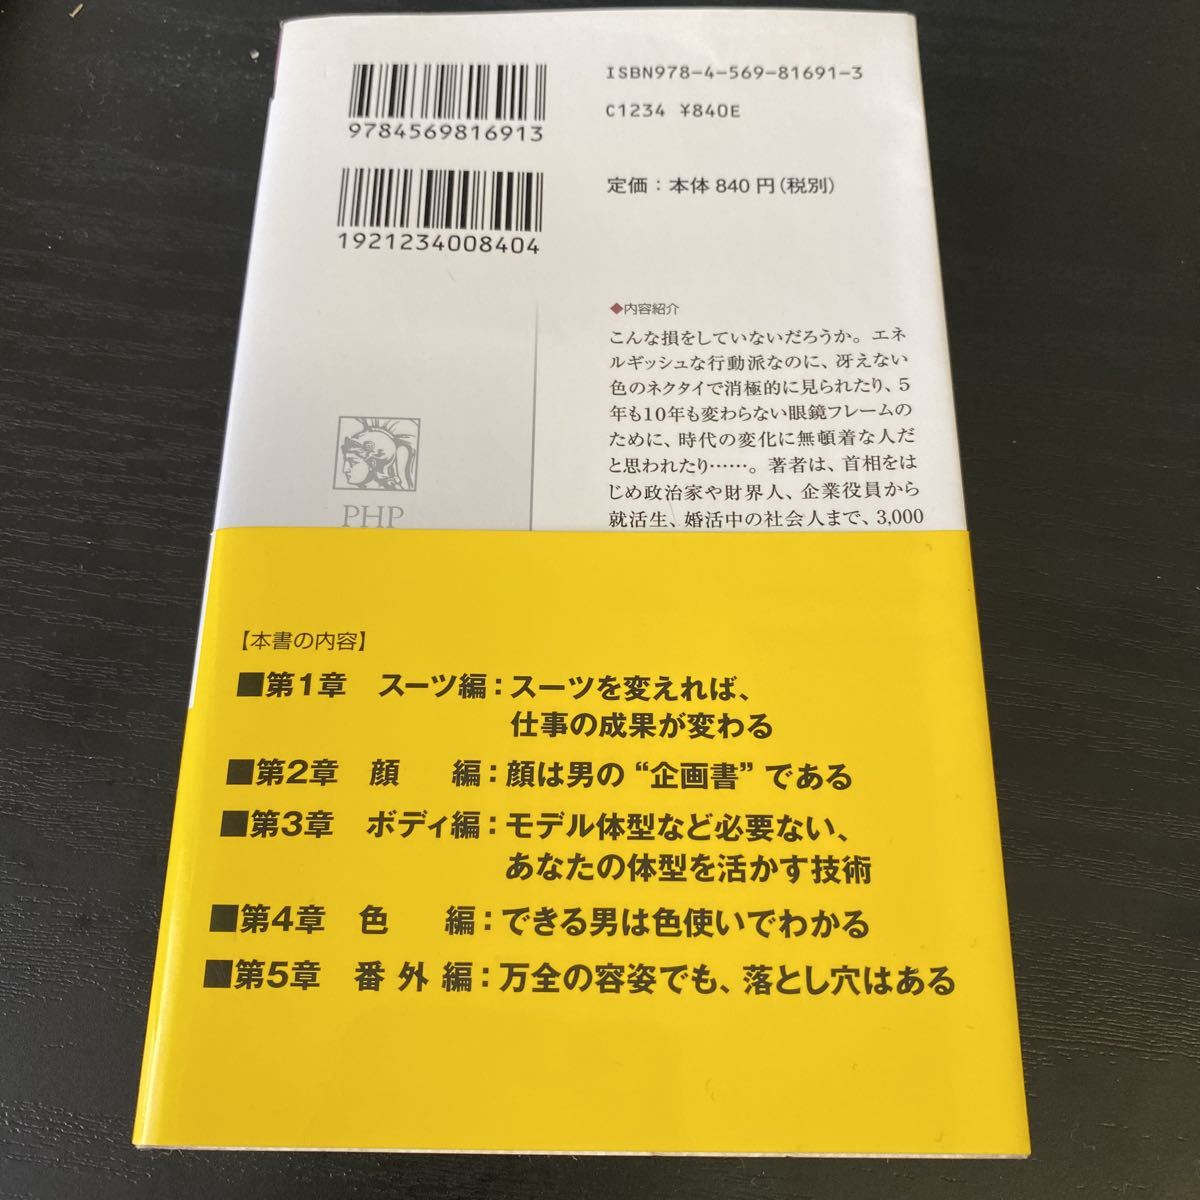 9784569816913
1921234008404
ISBN978-4-569-81691-3
C1234 ¥840E
定価：本体 840 円（税別）
◆内容紹介
こんな損をしていないだろうか。エネ
ルギッシュな行動派なのに、冴えない
色のネクタイで消極的に見られたり、5
年も10年も変わらない眼鏡フレームの
ために、時代の変化に無頓着な人だ
と思われたり……。著者は、首相をは
じめ政治家や財界人、企業役員から
就活生、婚活中の社会人まで、3,000
PHP
【本書の内容】
■第1章　スーツ編：スーツを変えれば、
仕事の成果が変わる
■第2章　顔　編：顔は男の“企画書”である
■第3章　ボディ編：モデル体型など必要ない、
あなたの体型を活かす技術
■第4章　色　編：できる男は色使いでわかる
■第5章　番外編：万全の容姿でも、落とし穴はある